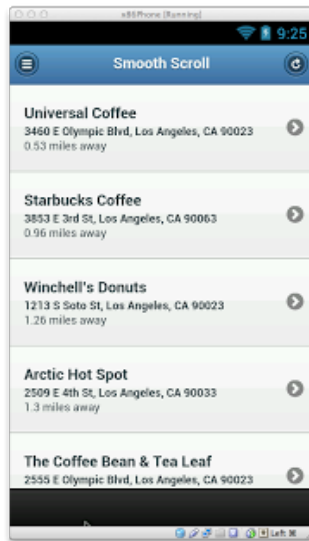 x86Phone [Running]
9:25
Smooth Scroll
Universal Coffee
3460 E Olympic Blvd, Los Angeles, CA 90023
0.53 miles away
Starbucks Coffee
3853 E 3rd St, Los Angeles, CA 90063
0.96 miles away
Winchell's Donuts
1213 S Soto St, Los Angeles, CA 90023
1.26 miles away
Arctic Hot Spot
2509 E 4th St, Los Angeles, CA 90033
1.3 miles away
The Coffee Bean & Tea Leaf
2555 E Olympic Blvd, Los Angeles, CA 90023
Left ⌘